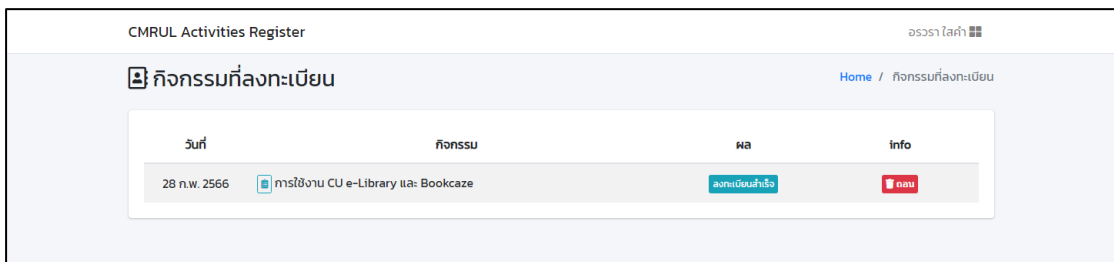 CMRUL Activities Register
อรวรา ใสคำ
กิจกรรมที่ลงทะเบียน
Home / กิจกรรมที่ลงทะเบียน
วันที่ กิจกรรม ผล info
28 ก.พ. 2566 การใช้งาน CU e-Library และ Bookcaze ลงทะเบียนสำเร็จ ถอน